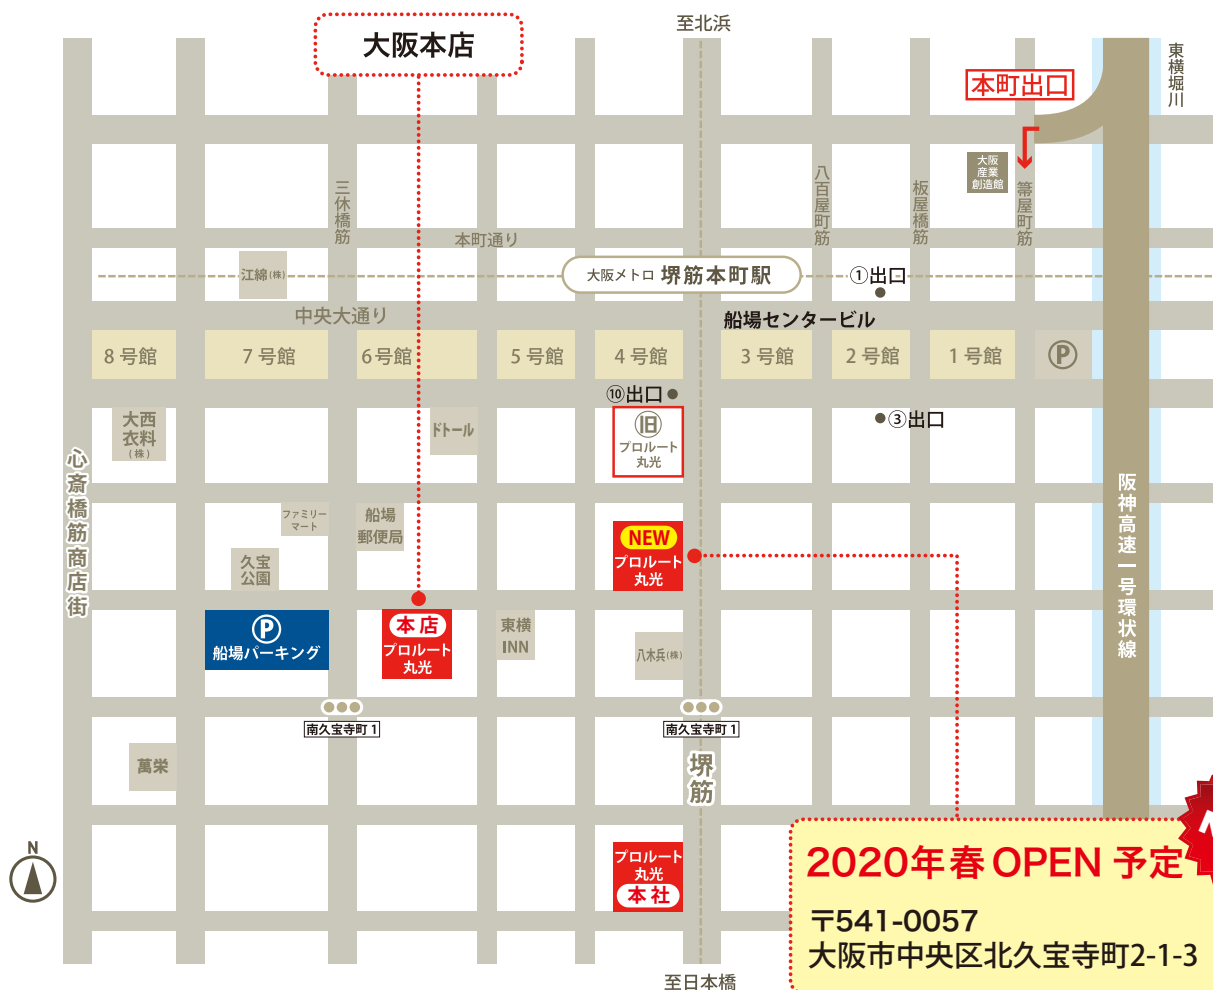 至北浜
大阪本店
東横堀川
本町出口
大阪
産業
創造館
三休橋筋
八百屋町筋
板屋橋筋
箒屋町筋
本町通り
江綿(株)
大阪メトロ 堺筋本町駅
①出口
中央大通り
船場センタービル
8号館
7号館
6号館
5号館
4号館
3号館
2号館
1号館
P
⑩出口
③出口
大西
衣料
(株)
ドトール
旧
プロルート
丸光
心斎橋筋商店街
阪神高速一号環状線
ファミリー
マート
船場
郵便局
NEW
プロルート
丸光
久宝
公園
P
船場パーキング
本店
プロルート
丸光
東横
INN
八木兵(株)
南久宝寺町1
南久宝寺町1
萬栄
堺筋
N
プロルート
丸光
本社
2020年春 OPEN 予定
〒541-0057
大阪市中央区北久宝寺町2-1-3
至日本橋